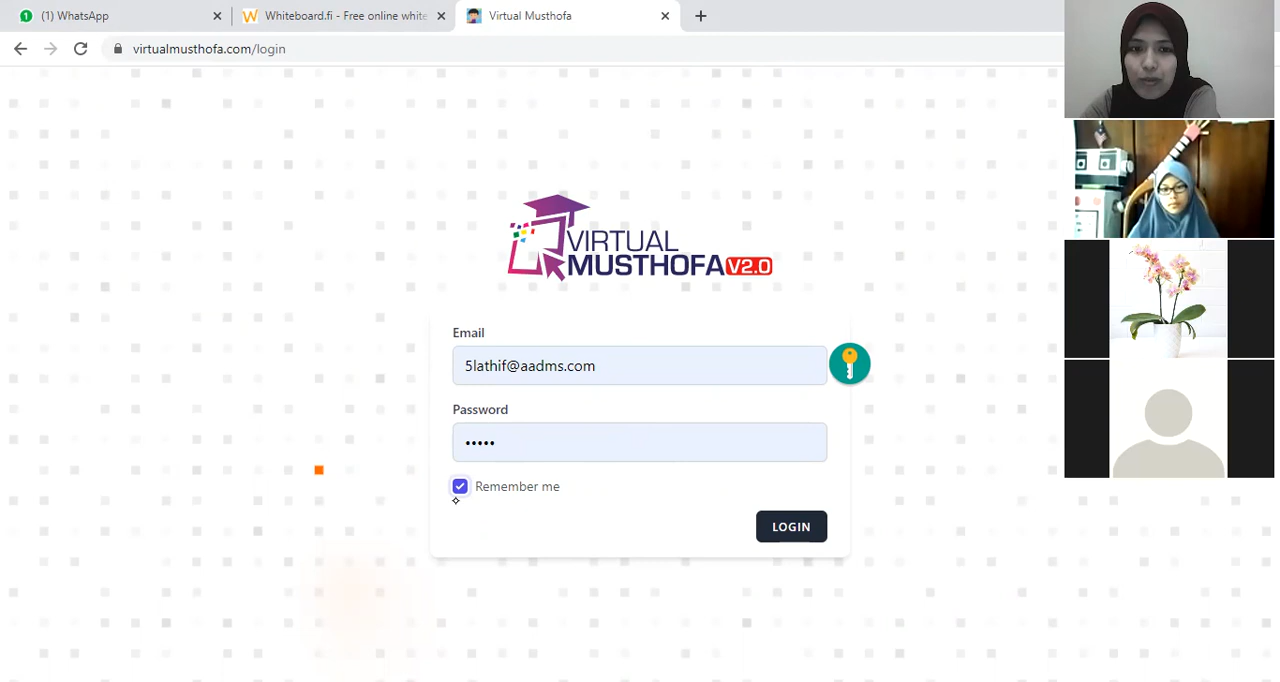 (1) WhatsApp
Whiteboard.fi - Free online white
Virtual Musthofa
virtualmusthofa.com/login
VIRTUAL
MUSTHOFA V2.0
Email
5lathif@aadms.com
Password
•••••
Remember me
LOGIN